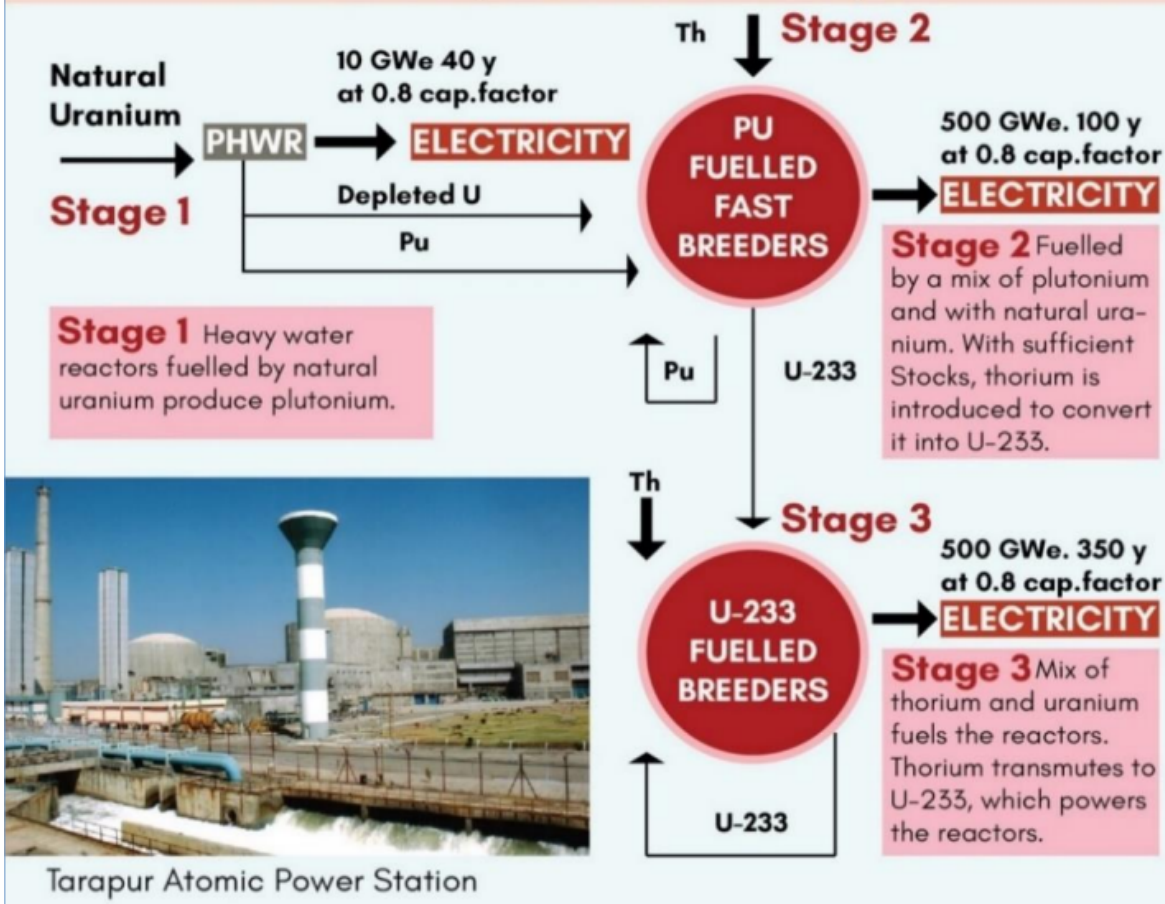 Natural
Uranium
Stage 1
PHWR
10 GWe 40 y
at 0.8 cap.factor
ELECTRICITY
Depleted U
Pu
Th
Stage 2
PU
FUELLED
FAST
BREEDERS
500 GWe. 100 y
at 0.8 cap.factor
ELECTRICITY
Stage 1 Heavy water
reactors fuelled by natural
uranium produce plutonium.
Stage 2 Fuelled
by a mix of plutonium
and with natural ura-
nium. With sufficient
Stocks, thorium is
introduced to convert
it into U-233.
Pu
U-233
Th
Stage 3
U-233
FUELLED
BREEDERS
500 GWe. 350 y
at 0.8 cap.factor
ELECTRICITY
Stage 3 Mix of
thorium and uranium
fuels the reactors.
Thorium transmutes to
U-233, which powers
the reactors.
U-233
Tarapur Atomic Power Station